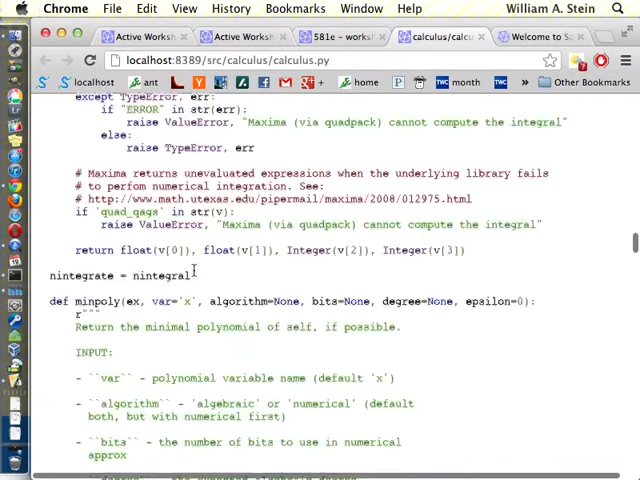 Chrome File Edit View History Bookmarks Window Help William A. Stein
Active Works Active Works 581e – works calculus/calculu Welcome to Sa
localhost:8389/src/calculus/calculus.py
localhost ant home month utexas Other Bookmarks
except TypeError, err:
if "ERROR" in str(err):
raise ValueError, "Maxima (via quadpack) cannot compute the integral"
else:
raise TypeError, err
# Maxima returns unevaluated expressions when the underlying library fails
# to perfom numerical integration. See:
# http://www.math.utexas.edu/pipermail/maxima/2008/012975.html
if 'quad_qags' in str(v):
raise ValueError, "Maxima (via quadpack) cannot compute the integral"
return float(v[0]), float(v[1]), Integer(v[2]), Integer(v[3])
nintegrate = nintegral
def minpoly(ex, var='x', algorithm=None, bits=None, degree=None, epsilon=0):
r"""
Return the minimal polynomial of self, if possible.
INPUT:
- ``var`` - polynomial variable name (default 'x')
- ``algorithm`` - 'algebraic' or 'numerical' (default
both, but with numerical first)
- ``bits`` - the number of bits to use in numerical
approx